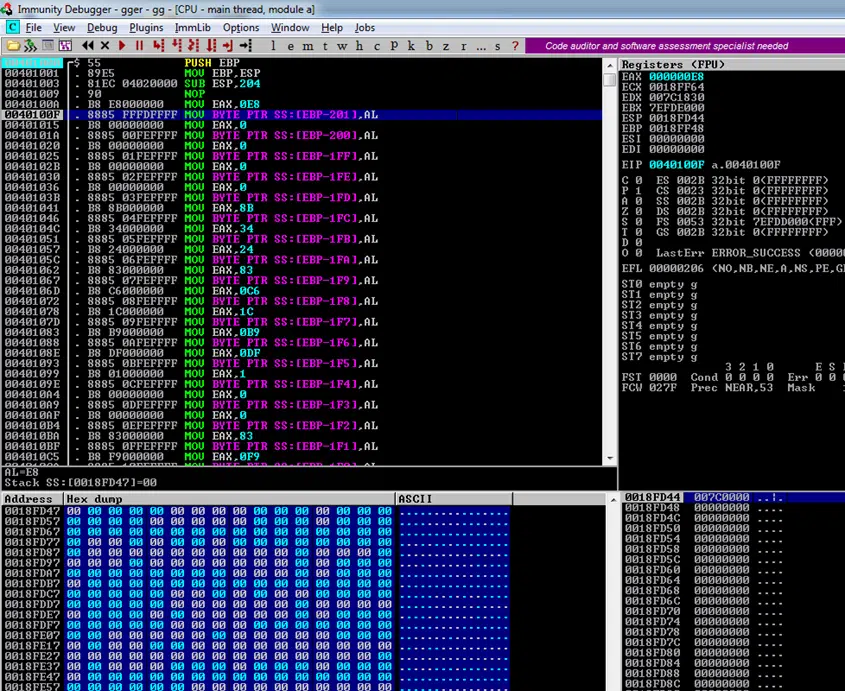 Immunity Debugger - gger - gg - [CPU - main thread, module a]
File View Debug Plugins ImmLib Options Window Help Jobs
l e m t w h c P k b z r ... s ?
Code auditor and software assessment specialist needed
00401001 . 89E5 MOV EBP,ESP
00401003 . 81EC 04020000 SUB ESP,204
00401009 . 90 NOP
0040100A . B8 E8000000 MOV EAX,0E8
0040100F . 8885 FFFDFFFF MOV BYTE PTR SS:[EBP-201],AL
00401015 . B8 00000000 MOV EAX,0
0040101A . 8885 00FEFFFF MOV BYTE PTR SS:[EBP-200],AL
00401020 . B8 00000000 MOV EAX,0
00401025 . 8885 01FEFFFF MOV BYTE PTR SS:[EBP-1FF],AL
0040102B . B8 00000000 MOV EAX,0
00401030 . 8885 02FEFFFF MOV BYTE PTR SS:[EBP-1FE],AL
00401036 . B8 00000000 MOV EAX,0
0040103B . 8885 03FEFFFF MOV BYTE PTR SS:[EBP-1FD],AL
00401041 . B8 8B000000 MOV EAX,8B
00401046 . 8885 04FEFFFF MOV BYTE PTR SS:[EBP-1FC],AL
0040104C . B8 34000000 MOV EAX,34
00401051 . 8885 05FEFFFF MOV BYTE PTR SS:[EBP-1FB],AL
00401057 . B8 24000000 MOV EAX,24
0040105C . 8885 06FEFFFF MOV BYTE PTR SS:[EBP-1FA],AL
00401062 . B8 83000000 MOV EAX,83
00401067 . 8885 07FEFFFF MOV BYTE PTR SS:[EBP-1F9],AL
0040106D . B8 C6000000 MOV EAX,0C6
00401072 . 8885 08FEFFFF MOV BYTE PTR SS:[EBP-1F8],AL
00401078 . B8 1C000000 MOV EAX,1C
0040107D . 8885 09FEFFFF MOV BYTE PTR SS:[EBP-1F7],AL
00401083 . B8 B9000000 MOV EAX,0B9
00401088 . 8885 0AFEFFFF MOV BYTE PTR SS:[EBP-1F6],AL
0040108E . B8 DF000000 MOV EAX,0DF
00401093 . 8885 0BFEFFFF MOV BYTE PTR SS:[EBP-1F5],AL
00401099 . B8 01000000 MOV EAX,1
0040109E . 8885 0CFEFFFF MOV BYTE PTR SS:[EBP-1F4],AL
004010A4 . B8 00000000 MOV EAX,0
004010A9 . 8885 0DFEFFFF MOV BYTE PTR SS:[EBP-1F3],AL
004010AF . B8 00000000 MOV EAX,0
004010B4 . 8885 0EFEFFFF MOV BYTE PTR SS:[EBP-1F2],AL
004010BA . B8 83000000 MOV EAX,83
004010BF . 8885 0FFEFFFF MOV BYTE PTR SS:[EBP-1F1],AL
004010C5 . B8 F9000000 MOV EAX,0F9
AL=E8
Stack SS:[0018FD47]=00
Registers (FPU)
EAX 000000E8
ECX 0018FF64
EDX 007C1830
EBX 7EFDE000
ESP 0018FD44
EBP 0018FF48
ESI 00000000
EDI 00000000
EIP 0040100F a.0040100F
C 0 ES 002B 32bit 0(FFFFFFFF)
P 1 CS 0023 32bit 0(FFFFFFFF)
A 0 SS 002B 32bit 0(FFFFFFFF)
Z 0 DS 002B 32bit 0(FFFFFFFF)
S 0 FS 0053 32bit 7EFDD000(FFF)
T 0 GS 002B 32bit 0(FFFFFFFF)
D 0
O 0 LastErr ERROR_SUCCESS (0000
EFL 00000206 (NO,NB,NE,A,NS,PE,G
ST0 empty g
ST1 empty g
ST2 empty g
ST3 empty g
ST4 empty g
ST5 empty g
ST6 empty g
ST7 empty g
3 2 1 0 E S
FST 0000 Cond 0 0 0 0 Err 0 0
FCW 027F Prec NEAR,53 Mask
Address Hex dump ASCII
0018FD47 00 00 00 00 00 00 00 00 00 00 00 00 00 00 00 00 ................
0018FD57 00 00 00 00 00 00 00 00 00 00 00 00 00 00 00 00 ................
0018FD67 00 00 00 00 00 00 00 00 00 00 00 00 00 00 00 00 ................
0018FD77 00 00 00 00 00 00 00 00 00 00 00 00 00 00 00 00 ................
0018FD87 00 00 00 00 00 00 00 00 00 00 00 00 00 00 00 00 ................
0018FD97 00 00 00 00 00 00 00 00 00 00 00 00 00 00 00 00 ................
0018FDA7 00 00 00 00 00 00 00 00 00 00 00 00 00 00 00 00 ................
0018FDB7 00 00 00 00 00 00 00 00 00 00 00 00 00 00 00 00 ................
0018FDC7 00 00 00 00 00 00 00 00 00 00 00 00 00 00 00 00 ................
0018FDD7 00 00 00 00 00 00 00 00 00 00 00 00 00 00 00 00 ................
0018FDE7 00 00 00 00 00 00 00 00 00 00 00 00 00 00 00 00 ................
0018FDF7 00 00 00 00 00 00 00 00 00 00 00 00 00 00 00 00 ................
0018FE07 00 00 00 00 00 00 00 00 00 00 00 00 00 00 00 00 ................
0018FE17 00 00 00 00 00 00 00 00 00 00 00 00 00 00 00 00 ................
0018FE27 00 00 00 00 00 00 00 00 00 00 00 00 00 00 00 00 ................
0018FE37 00 00 00 00 00 00 00 00 00 00 00 00 00 00 00 00 ................
0018FE47 00 00 00 00 00 00 00 00 00 00 00 00 00 00 00 00 ................
0018FE57 00 00 00 00 00 00 00 00 00 00 00 00 00 00 00 00 ................
0018FD44 007C0000 ..|.
0018FD48 00000000 ....
0018FD4C 00000000 ....
0018FD50 00000000 ....
0018FD54 00000000 ....
0018FD58 00000000 ....
0018FD5C 00000000 ....
0018FD60 00000000 ....
0018FD64 00000000 ....
0018FD68 00000000 ....
0018FD6C 00000000 ....
0018FD70 00000000 ....
0018FD74 00000000 ....
0018FD78 00000000 ....
0018FD7C 00000000 ....
0018FD80 00000000 ....
0018FD84 00000000 ....
0018FD88 00000000 ....
0018FD8C 00000000 ....